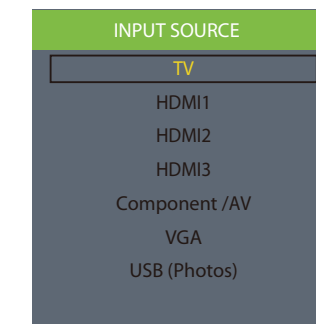 INPUT SOURCE
TV
HDMI1
HDMI2
HDMI3
Component /AV
VGA
USB (Photos)